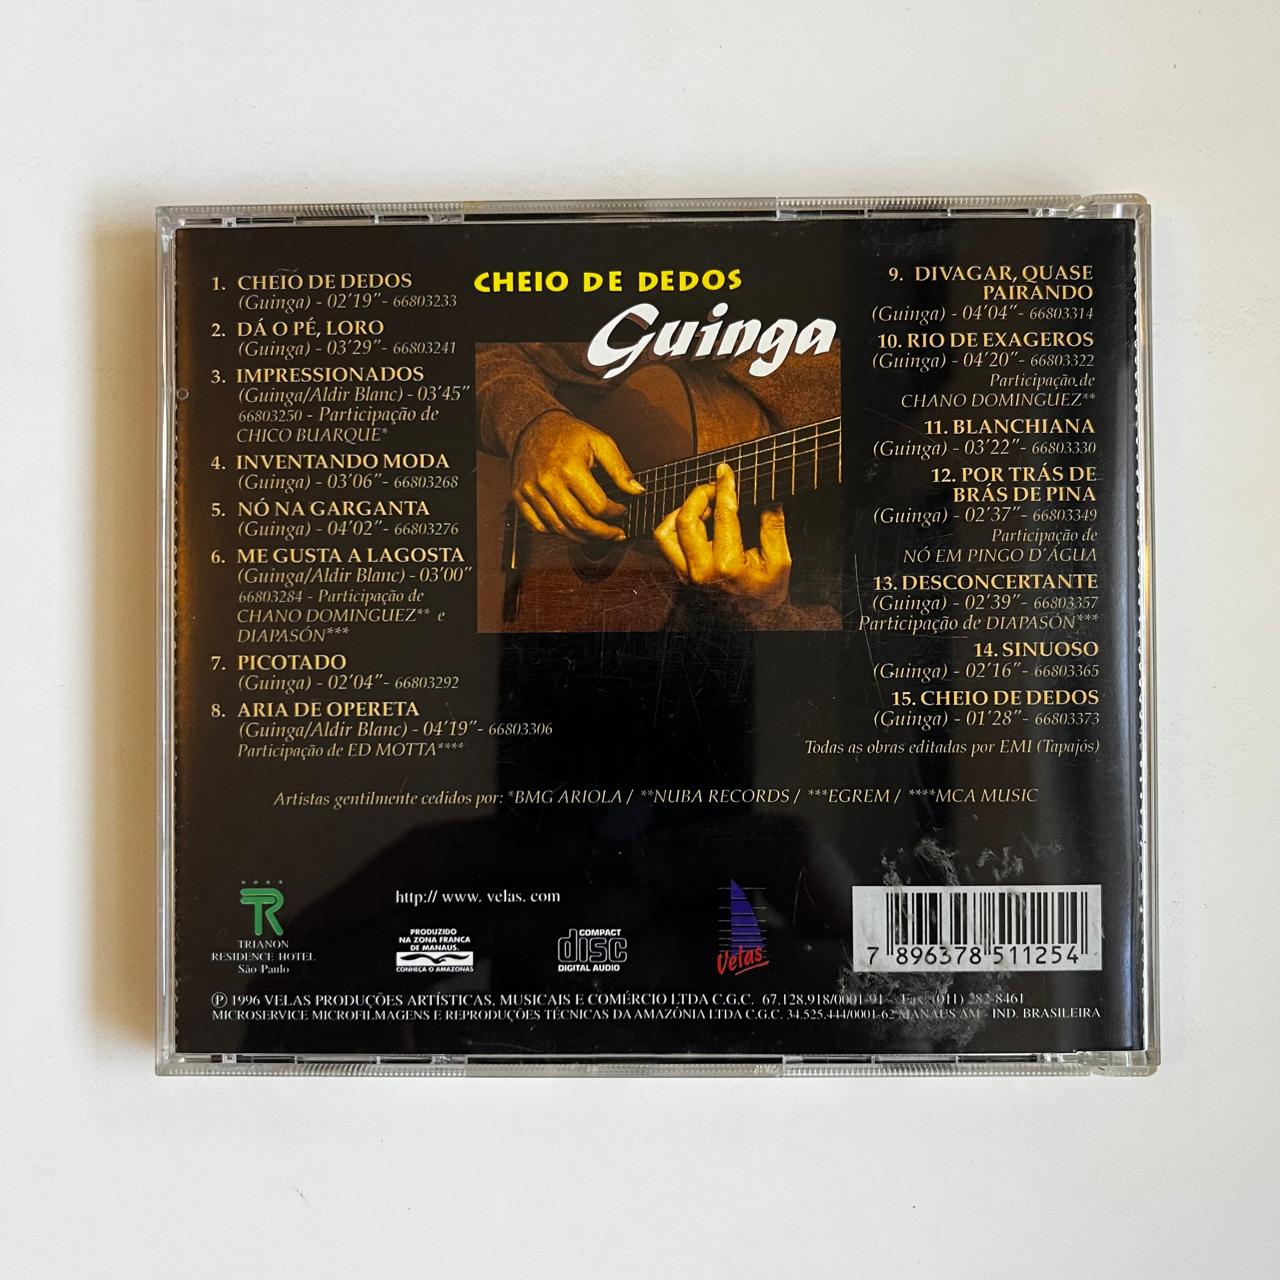 1. CHEIO DE DEDOS
(Guinga) - 02'19"- 66803233
2. DÁ O PÉ, LORO
(Guinga) - 03'29"- 66803241
3. IMPRESSIONADOS
(Guinga/Aldir Blanc) - 03'45"
66803250 - Participação de
CHICO BUARQUE*
4. INVENTANDO MODA
(Guinga) - 03'06"- 66803268
5. NÓ NA GARGANTA
(Guinga) - 04'02"- 66803276
6. ME GUSTA A LAGOSTA
(Guinga/Aldir Blanc) - 03'00"
66803284 - Participação de
CHANO DOMINGUEZ** e
DIAPASÓN***
7. PICOTADO
(Guinga) - 02'04"- 66803292
8. ARIA DE OPERETA
(Guinga/Aldir Blanc) - 04'19"- 66803306
Participação de ED MOTTA****
CHEIO DE DEDOS
Guinga
9. DIVAGAR, QUASE
PAIRANDO
(Guinga) - 04'04"- 66803314
10. RIO DE EXAGEROS
(Guinga) - 04'20"- 66803322
Participação de
CHANO DOMINGUEZ**
11. BLANCHIANA
(Guinga) - 03'22"- 66803330
12. POR TRÁS DE
BRÁS DE PINA
(Guinga) - 02'37"- 66803349
Participação de
NÓ EM PINGO D'ÁGUA
13. DESCONCERTANTE
(Guinga) - 02'39"- 66803357
Participação de DIAPASÓN***
14. SINUOSO
(Guinga) - 02'16"- 66803365
15. CHEIO DE DEDOS
(Guinga) - 01'28"- 66803373
Todas as obras editadas por EMI (Tapajós)
Artistas gentilmente cedidos por: *BMG ARIOLA / **NUBA RECORDS / ***EGREM / ****MCA MUSIC
TR
TRIANON
RESIDENCE HOTEL
São Paulo
http:// www. velas. com
PRODUZIDO
NA ZONA FRANCA
DE MANAUS.
CONHEÇA O AMAZONAS
COMPACT
disc
DIGITAL AUDIO
Velas
7 896378 511254
℗ 1996 VELAS PRODUÇÕES ARTÍSTICAS, MUSICAIS E COMÉRCIO LTDA C.G.C. 67.128.918/0001-91 - Fax: (011) 282-8461
MICROSERVICE MICROFILMAGENS E REPRODUÇÕES TÉCNICAS DA AMAZÔNIA LTDA C.G.C. 34.525.444/0001-62 MANAUS AM - IND. BRASILEIRA